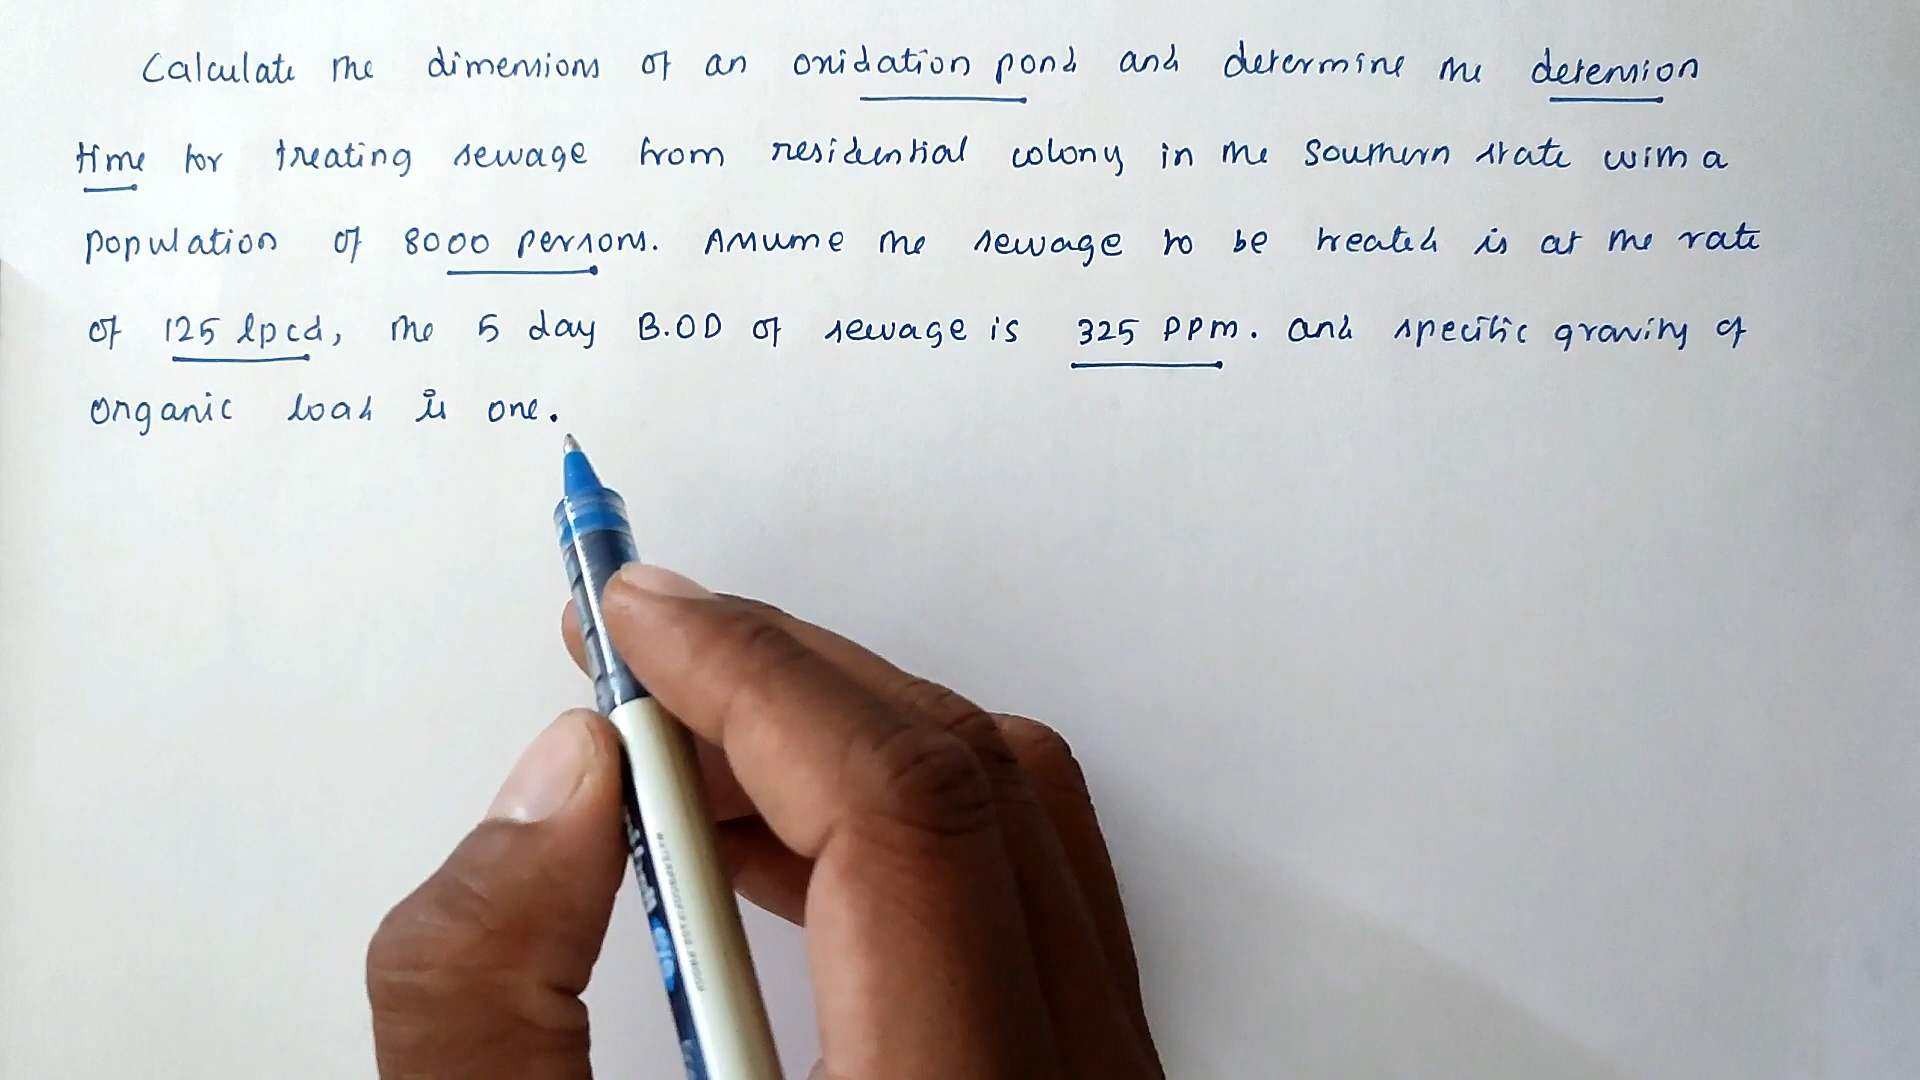 Calculate the dimensions of an oxidation pond and determine the detension
time for treating sewage from residential colony in the Southern state with a
population of 8000 persons. Assume the sewage to be treated is at the rate
of 125 lpcd, the 5 day B.OD of sewage is 325 PPm. and specific gravity of
organic load is one.